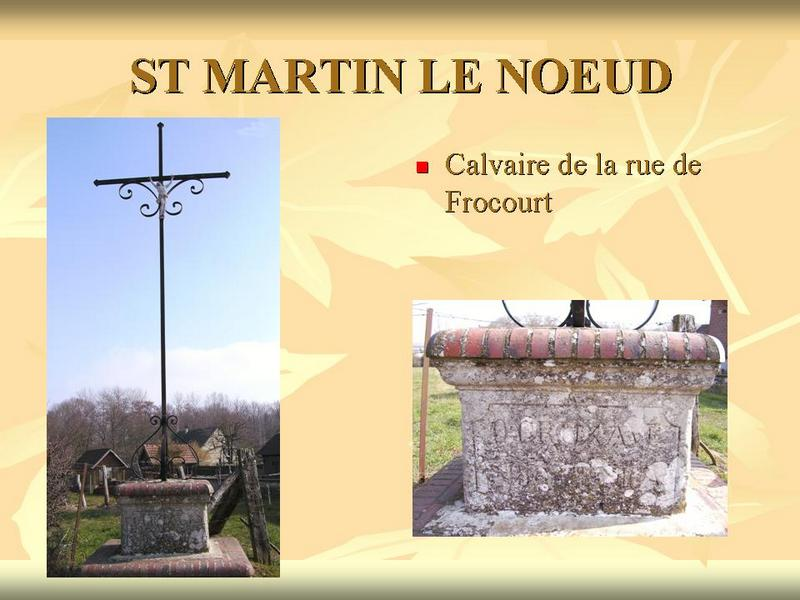 ST MARTIN LE NOEUD
Calvaire de la rue de
Frocourt